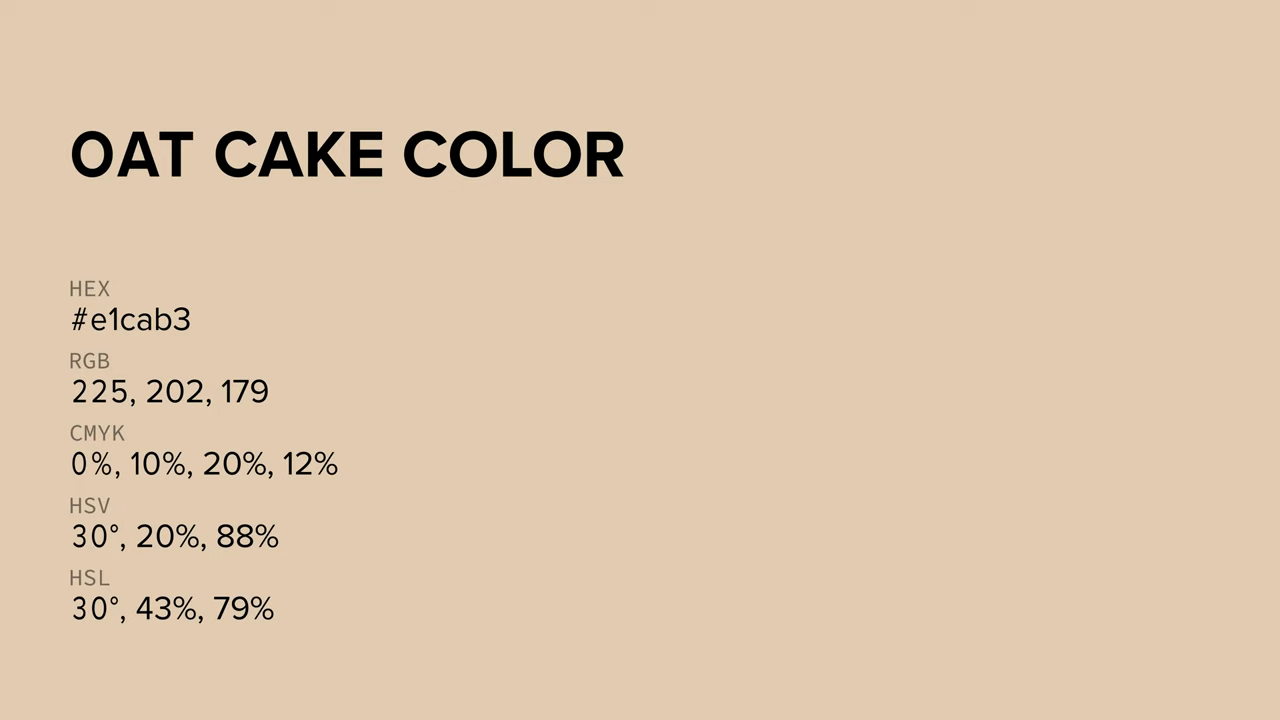 OAT CAKE COLOR
HEX
#e1cab3
RGB
225, 202, 179
CMYK
0%, 10%, 20%, 12%
HSV
30°, 20%, 88%
HSL
30°, 43%, 79%